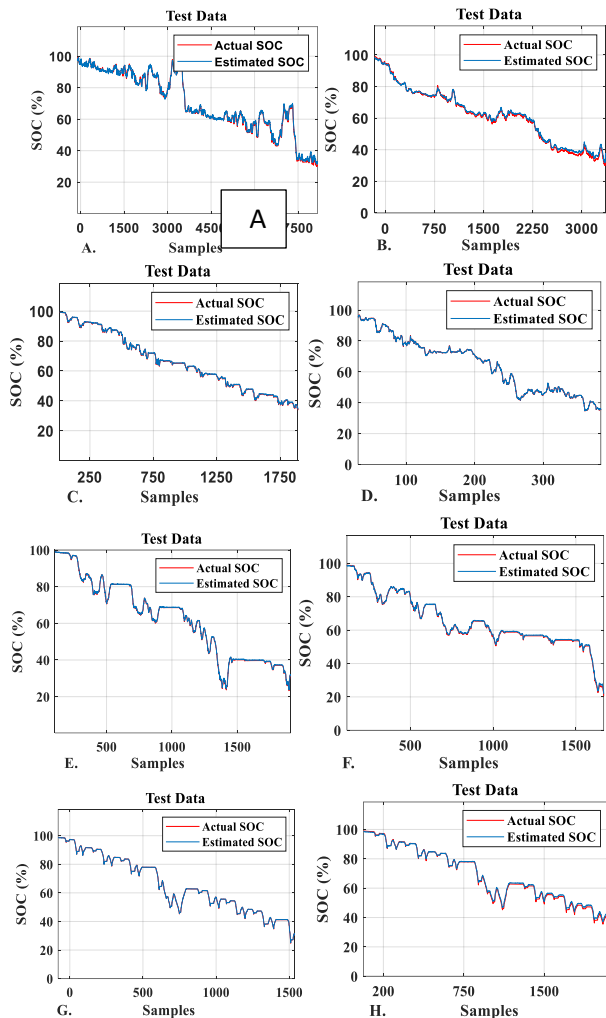 Test Data
Actual SOC
Estimated SOC
SOC (%)
100
80
60
40
20
0 1500 3000 4500 7500
A
A. Samples
Test Data
Actual SOC
Estimated SOC
SOC (%)
100
80
60
40
20
0 750 1500 2250 3000
B. Samples
Test Data
Actual SOC
Estimated SOC
SOC (%)
100
80
60
40
20
250 750 1250 1750
C. Samples
Test Data
Actual SOC
Estimated SOC
SOC (%)
100
80
60
40
20
0
100 200 300
D. Samples
Test Data
Actual SOC
Estimated SOC
SOC (%)
100
80
60
40
20
500 1000 1500
E. Samples
Test Data
Actual SOC
Estimated SOC
SOC (%)
100
80
60
40
20
0
500 1000 1500
F. Samples
Test Data
Actual SOC
Estimated SOC
SOC (%)
100
80
60
40
20
0
0 500 1000 1500
G. Samples
Test Data
Actual SOC
Estimated SOC
SOC (%)
100
80
60
40
20
0
200 750 1500
H. Samples